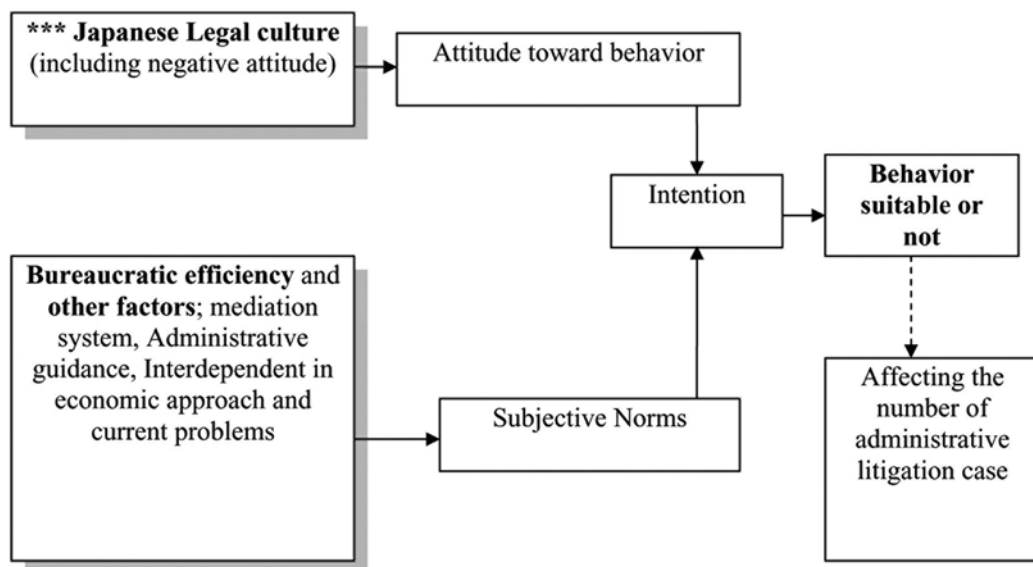 *** Japanese Legal culture
(including negative attitude)
Attitude toward behavior
Intention
Behavior
suitable or
not
Bureaucratic efficiency and
other factors; mediation
system, Administrative
guidance, Interdependent in
economic approach and
current problems
Subjective Norms
Affecting the
number of
administrative
litigation case